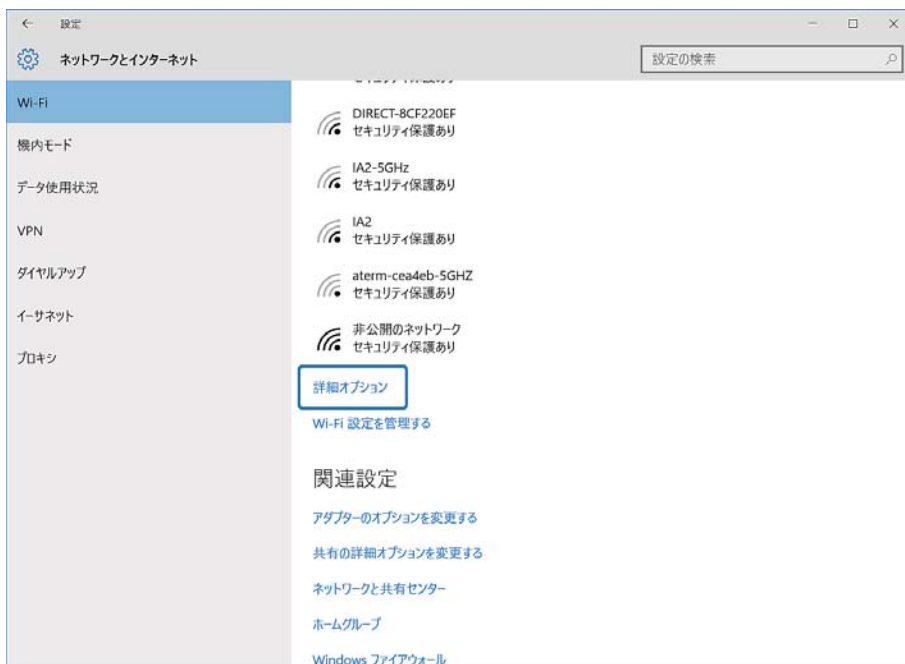 設定
ネットワークとインターネット
設定の検索
Wi-Fi
機内モード
データ使用状況
VPN
ダイヤルアップ
イーサネット
プロキシ
DIRECT-8CF220EF
セキュリティ保護あり
IA2-5GHz
セキュリティ保護あり
IA2
セキュリティ保護あり
aterm-cea4eb-5GHZ
セキュリティ保護あり
非公開のネットワーク
セキュリティ保護あり
詳細オプション
Wi-Fi 設定を管理する
関連設定
アダプターのオプションを変更する
共有の詳細オプションを変更する
ネットワークと共有センター
ホームグループ
Windows ファイアウォール